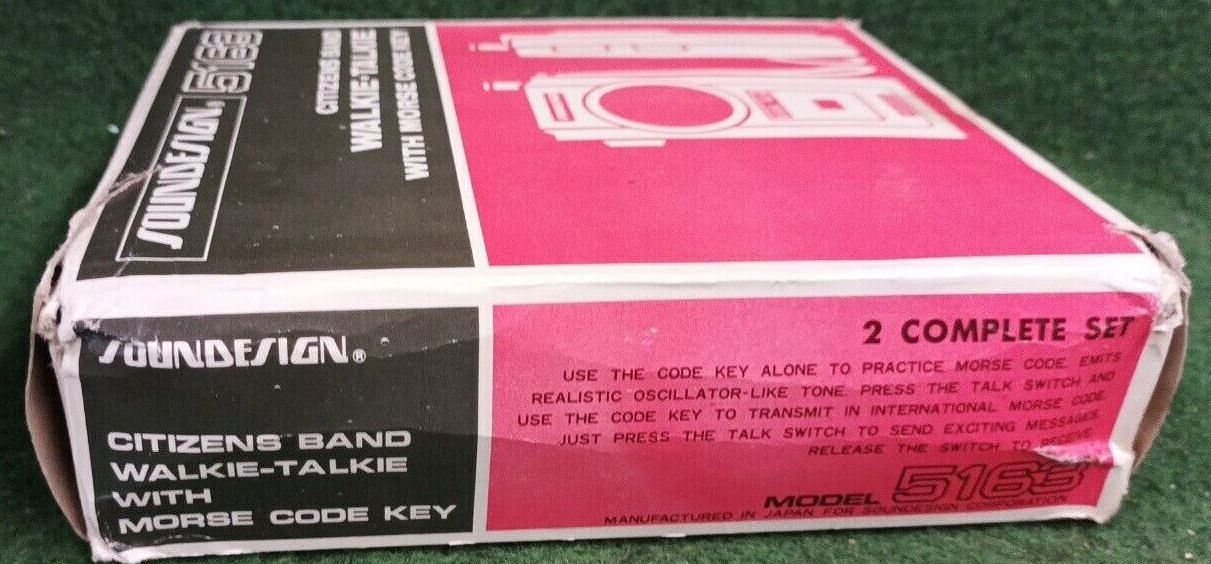 SOUNDESIGN® 5163
CITIZENS BAND
WALKIE-TALKIE
WITH MORSE CODE KEY
SOUNDESIGN®
CITIZENS BAND
WALKIE-TALKIE
WITH
MORSE CODE KEY
2 COMPLETE SET
USE THE CODE KEY ALONE TO PRACTICE MORSE CODE. EMITS
REALISTIC OSCILLATOR-LIKE TONE. PRESS THE TALK SWITCH AND
USE THE CODE KEY TO TRANSMIT IN INTERNATIONAL MORSE CODE.
JUST PRESS THE TALK SWITCH TO SEND EXCITING MESSAGES.
RELEASE THE SWITCH TO RECEIVE.
MODEL 5163
MANUFACTURED IN JAPAN FOR SOUNDESIGN CORPORATION